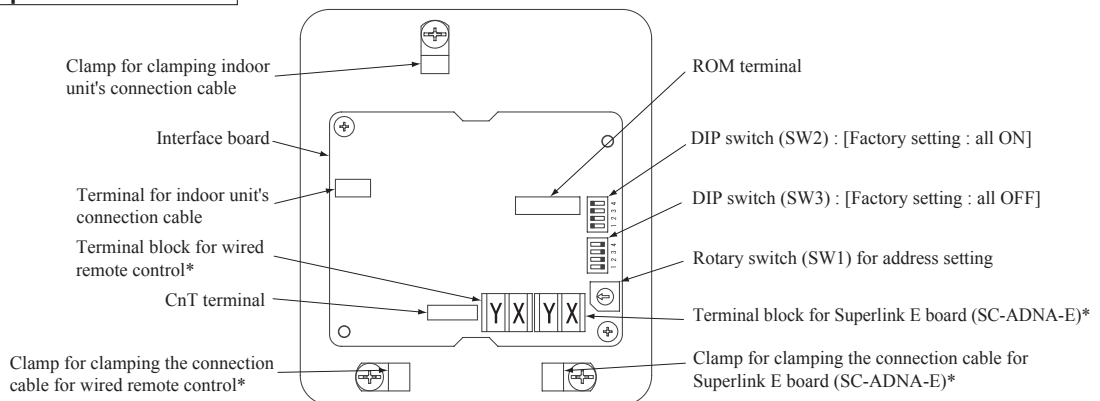 Clamp for clamping indoor
unit's connection cable
Interface board
Terminal for indoor unit's
connection cable
Terminal block for wired
remote control*
CnT terminal
Clamp for clamping the connection
cable for wired remote control*
ROM terminal
DIP switch (SW2) : [Factory setting : all ON]
DIP switch (SW3) : [Factory setting : all OFF]
Rotary switch (SW1) for address setting
Terminal block for Superlink E board (SC-ADNA-E)*
Clamp for clamping the connection cable for
Superlink E board (SC-ADNA-E)*
1 2 3 4
1 2 3 4
Y X Y X